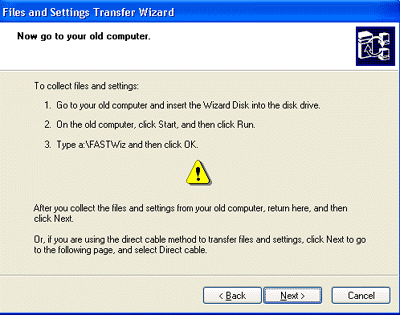 Files and Settings Transfer Wizard
Now go to your old computer.
To collect files and settings:
1. Go to your old computer and insert the Wizard Disk into the disk drive.
2. On the old computer, click Start, and then click Run.
3. Type a:\FASTWiz and then click OK.
After you collect the files and settings from your old computer, return here, and then
click Next.
Or, if you are using the direct cable method to transfer files and settings, click Next to go
to the following page, and select Direct cable.
< Back Next > Cancel